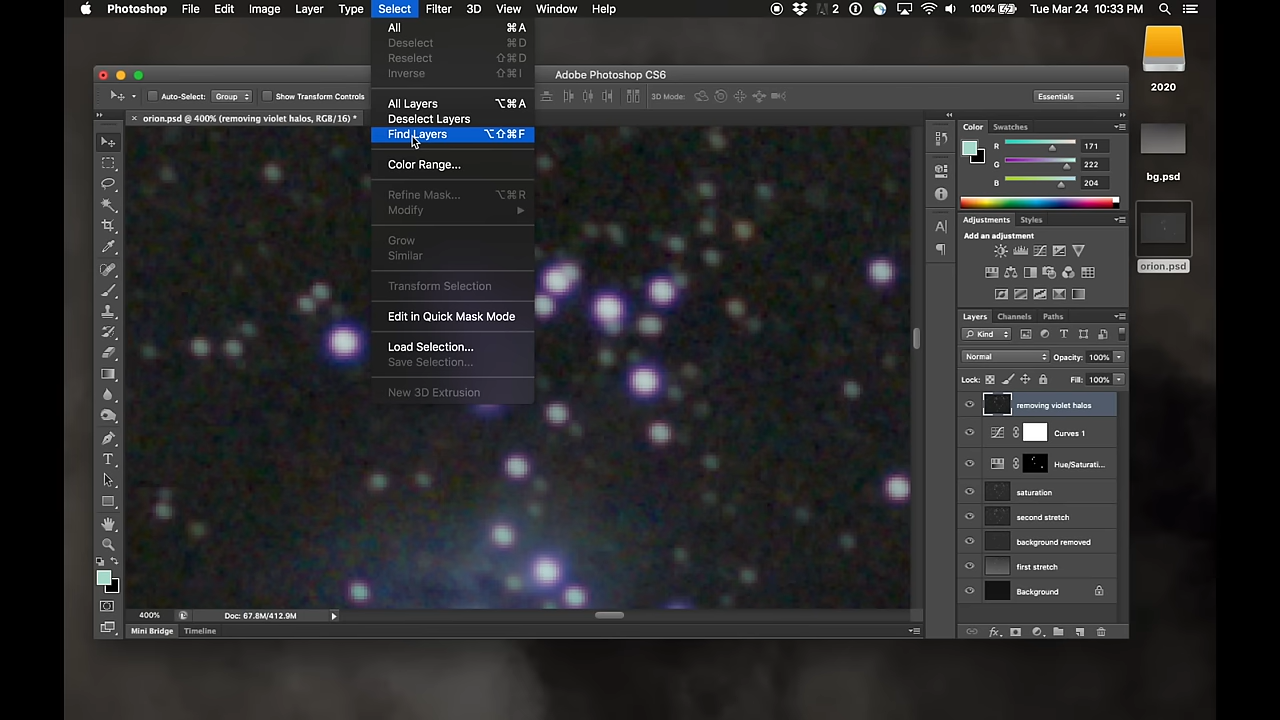 Photoshop File Edit Image Layer Type Select Filter 3D View Window Help 2 100% Tue Mar 24 10:33 PM
Adobe Photoshop CS6
Auto-Select: Group Show Transform Controls 3D Mode: Essentials
orion.psd @ 400% (removing violet halos, RGB/16) *
All ⌘A
Deselect ⌘D
Reselect ⇧⌘D
Inverse ⇧⌘I
All Layers ⌥⌘A
Deselect Layers
Find Layers ⌥⇧⌘F
Color Range...
Refine Mask... ⌥⌘R
Modify
Grow
Similar
Transform Selection
Edit in Quick Mask Mode
Load Selection...
Save Selection...
New 3D Extrusion
Color Swatches
R 171
G 222
B 204
Adjustments Styles
Add an adjustment
Layers Channels Paths
Kind
Normal Opacity: 100%
Lock: Fill: 100%
removing violet halos
Curves 1
Hue/Saturati...
saturation
second stretch
background removed
first stretch
Background
400% Doc: 67.8M/412.9M
Mini Bridge Timeline
2020
bg.psd
orion.psd